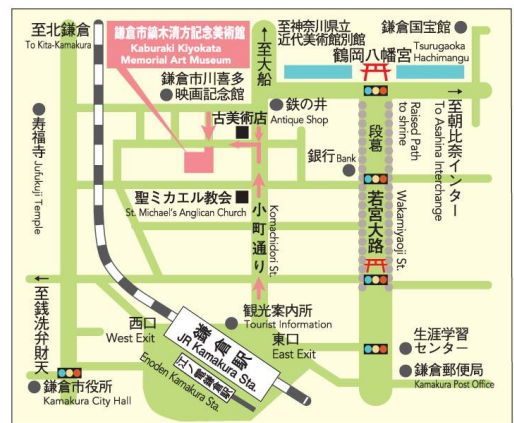 至北鎌倉
To Kita-Kamakura
鎌倉市鏑木清方記念美術館
Kaburaki Kiyokata
Memorial Art Museum
至大船
至神奈川県立
近代美術館別館
鎌倉国宝館
鶴岡八幡宮
Tsurugaoka
Hachimangu
鎌倉市川喜多
映画記念館
鉄の井
古美術店
Antique Shop
寿福寺 Jufukuji Temple
銀行 Bank
段葛
Raised Path
to shrine
至朝比奈インター
To Asahina Interchange
聖ミカエル教会
St. Michael's Anglican Church
小町通り
Komachidori St.
若宮大路
Wakamiyaoji St.
至銭洗弁財天
西口
West Exit
観光案内所
Tourist Information
鎌倉駅
JR Kamakura Sta.
江ノ電鎌倉駅
Enoden Kamakura Sta.
東口
East Exit
生涯学習
センター
鎌倉市役所
Kamakura City Hall
鎌倉郵便局
Kamakura Post Office